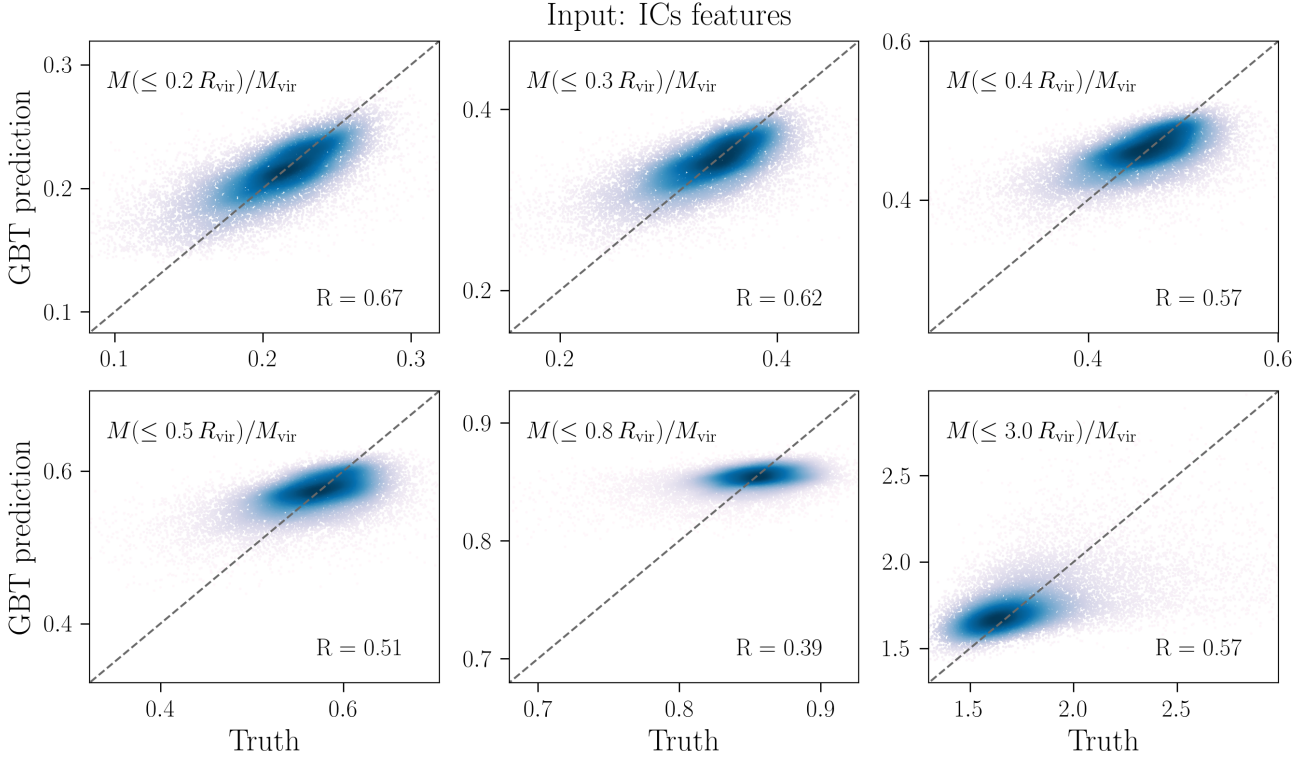 Input: ICs features
M(≤ 0.2 R_vir)/M_vir
M(≤ 0.3 R_vir)/M_vir
M(≤ 0.4 R_vir)/M_vir
GBT prediction
0.3
0.2
0.1
R = 0.67
0.1 0.2 0.3
0.4
0.2
R = 0.62
0.2 0.4
0.6
0.4
R = 0.57
0.4 0.6
M(≤ 0.5 R_vir)/M_vir
M(≤ 0.8 R_vir)/M_vir
M(≤ 3.0 R_vir)/M_vir
GBT prediction
0.6
0.4
R = 0.51
0.4 0.6
Truth
0.9
0.8
0.7
R = 0.39
0.7 0.8 0.9
Truth
2.5
2.0
1.5
R = 0.57
1.5 2.0 2.5
Truth